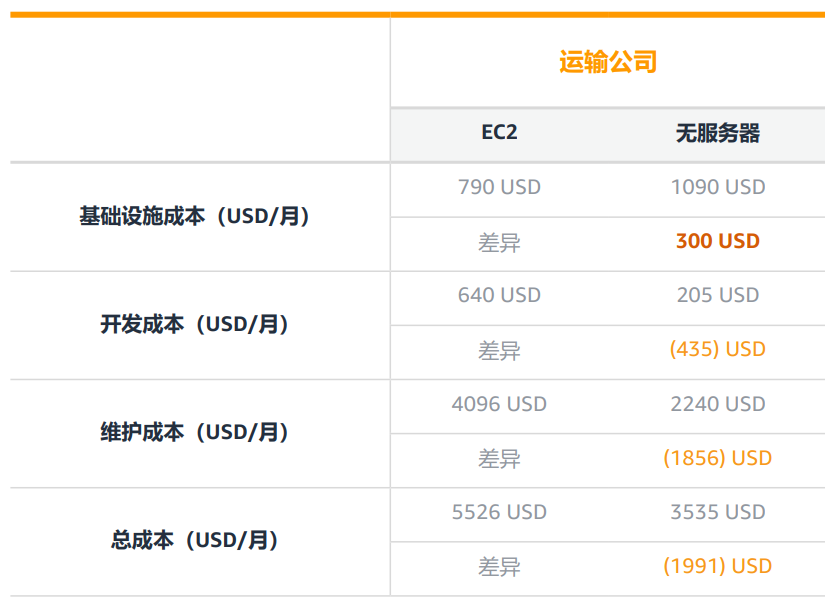 运输公司
EC2 无服务器
基础设施成本（USD/月）
790 USD 1090 USD
差异 300 USD
开发成本（USD/月）
640 USD 205 USD
差异 (435) USD
维护成本（USD/月）
4096 USD 2240 USD
差异 (1856) USD
总成本（USD/月）
5526 USD 3535 USD
差异 (1991) USD